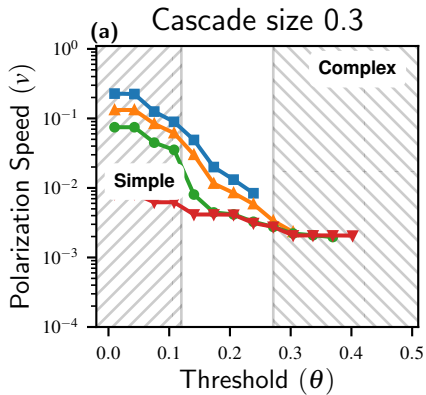 Cascade size 0.3
(a)
Complex
Simple
Polarization Speed (ν)
10⁰
10⁻¹
10⁻²
10⁻³
10⁻⁴
0.0 0.1 0.2 0.3 0.4 0.5
Threshold (θ)